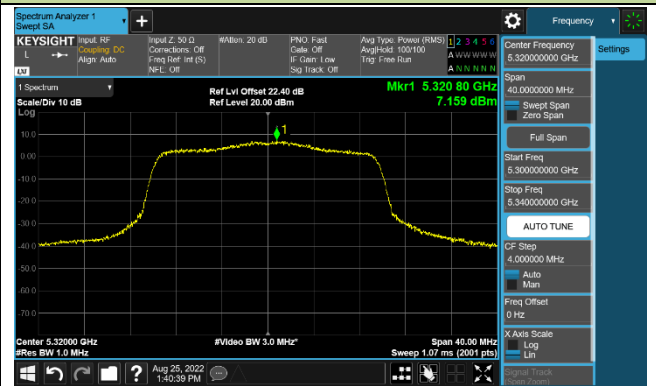 Spectrum Analyzer 1
Swept SA
+
Frequency
KEYSIGHT
L
LXI
Input: RF
Coupling: DC
Align: Auto
Input Z: 50 Ω
Corrections: Off
Freq Ref: Int (S)
NFE: Off
#Atten: 20 dB
PNO: Fast
Gate: Off
IF Gain: Low
Sig Track: Off
Avg Type: Power (RMS)
Avg|Hold: 100/100
Trig: Free Run
1 2 3 4 5 6
A W W W W W
A N N N N N
1 Spectrum
Scale/Div 10 dB
Log
Ref Lvl Offset 22.40 dB
Ref Level 20.00 dBm
Mkr1 5.320 80 GHz
7.159 dBm
1
10.0
0.00
-10.0
-20.0
-30.0
-40.0
-50.0
-60.0
-70.0
Center 5.32000 GHz
#Res BW 1.0 MHz
#Video BW 3.0 MHz*
Span 40.00 MHz
Sweep 1.07 ms (2001 pts)
Center Frequency
5.320000000 GHz
Settings
Span
40.0000000 MHz
Swept Span
Zero Span
Full Span
Start Freq
5.300000000 GHz
Stop Freq
5.340000000 GHz
AUTO TUNE
CF Step
4.000000 MHz
Auto
Man
Freq Offset
0 Hz
X Axis Scale
Log
Lin
Signal Track
(Span Zoom)
?
Aug 25, 2022
1:40:39 PM